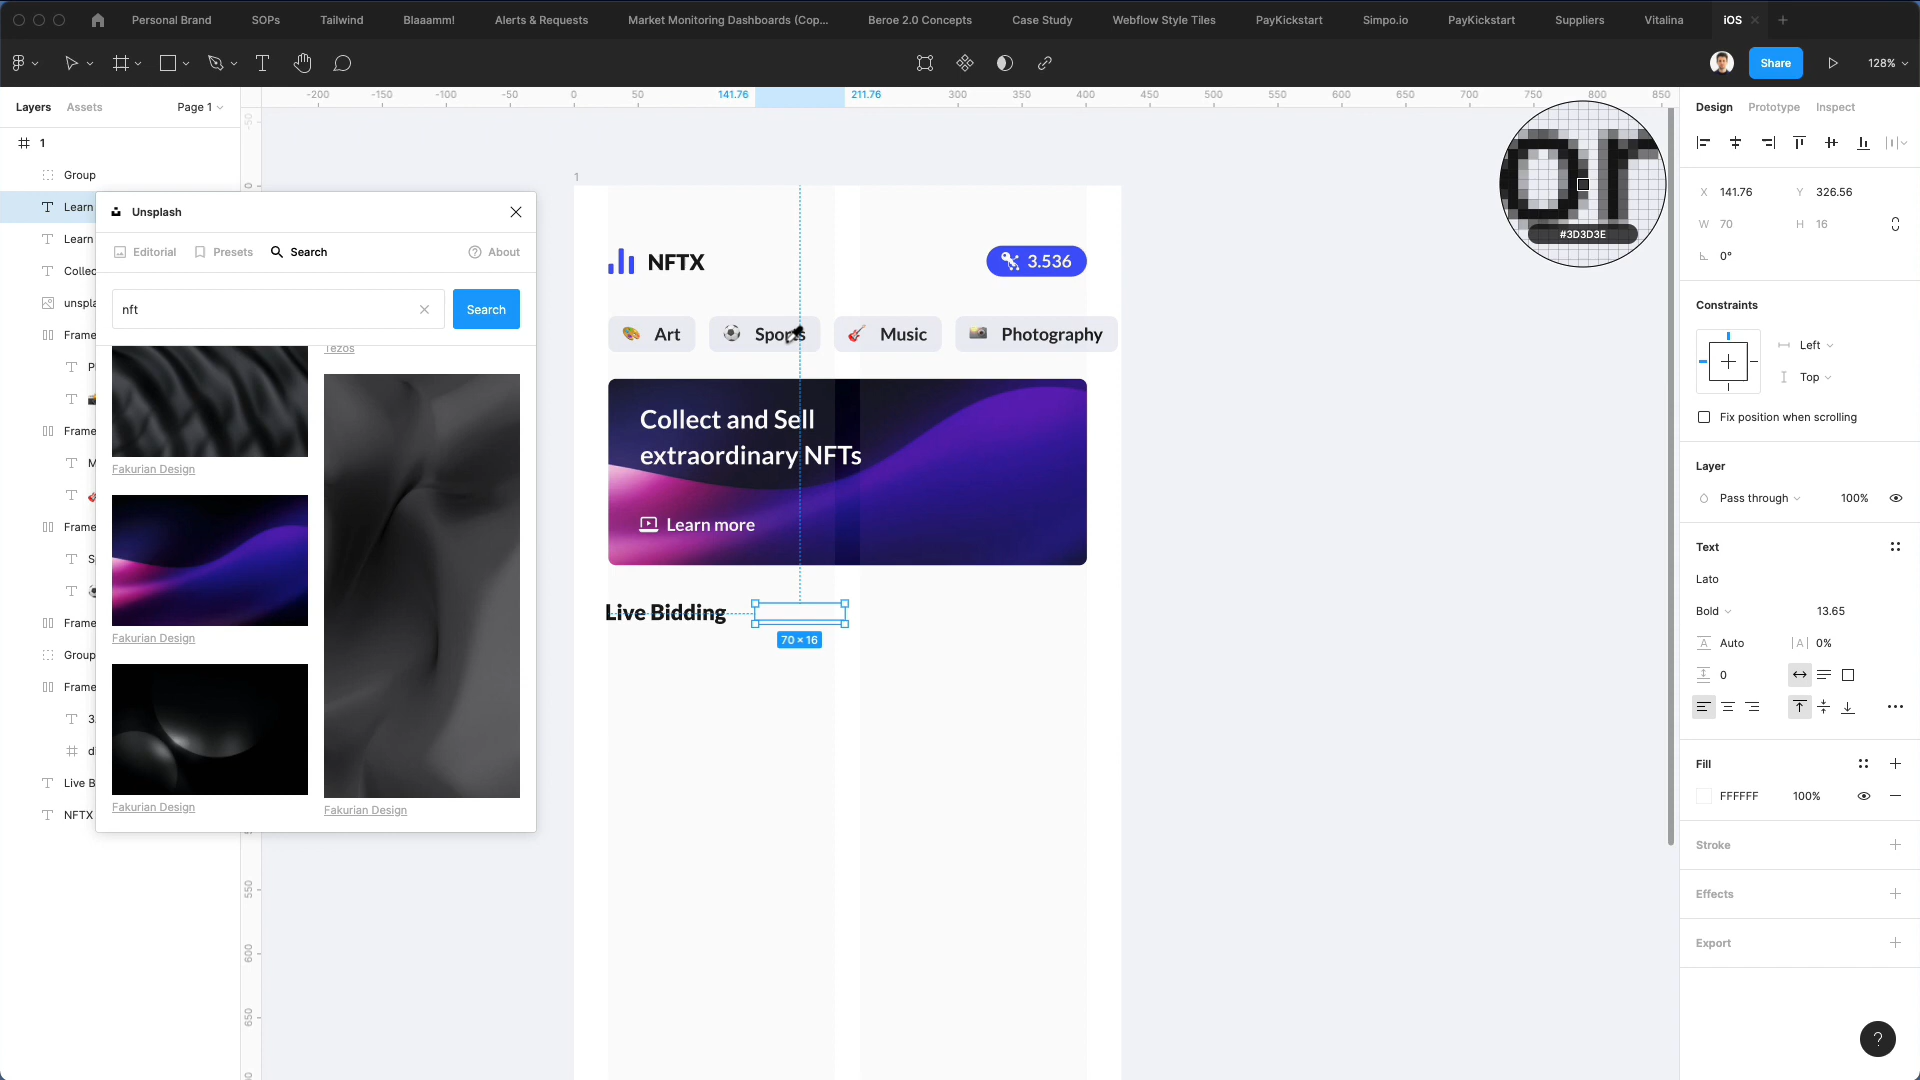 Personal Brand
SOPs
Tailwind
Blaaamm!
Alerts & Requests
Market Monitoring Dashboards (Cop...
Beroe 2.0 Concepts
Case Study
Webflow Style Tiles
PayKickstart
Simpo.io
PayKickstart
Suppliers
Vitalina
iOS
Share
128%
Layers
Assets
Page 1
-200
-150
-100
-50
0
50
141.76
211.76
300
350
400
450
500
550
600
650
700
750
800
850
Design
Prototype
Inspect
1
Group
Learn
Learn
Collec
unspla
Frame
P
Frame
M
Frame
S
Frame
Group
Frame
3.
d
Live B
NFTX
Unsplash
Editorial
Presets
Search
About
nft
Search
Tezos
Fakurian Design
Fakurian Design
Fakurian Design
Fakurian Design
-50
0
550
600
650
1
NFTX
3.536
Art
Sports
Music
Photography
Collect and Sell
extraordinary NFTs
Learn more
Live Bidding
70 × 16
#3D3D3E
X 141.76
Y 326.56
W 70
H 16
0°
Constraints
Left
Top
Fix position when scrolling
Layer
Pass through
100%
Text
Lato
Bold
13.65
A Auto
|A| 0%
0
Fill
FFFFFF
100%
Stroke
Effects
Export
?